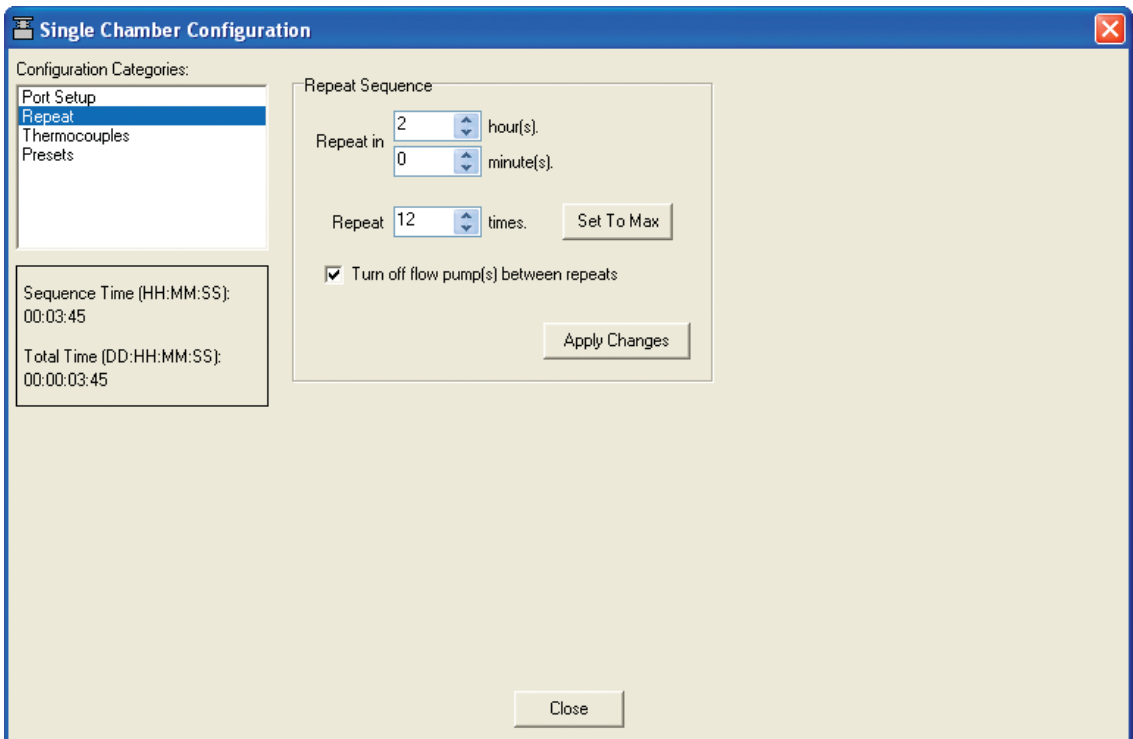 Single Chamber Configuration
Configuration Categories:
Port Setup
Repeat
Thermocouples
Presets
Sequence Time (HH:MM:SS):
00:03:45
Total Time (DD:HH:MM:SS):
00:00:03:45
Repeat Sequence
Repeat in 2 hour(s).
0 minute(s).
Repeat 12 times. Set To Max
Turn off flow pump(s) between repeats
Apply Changes
Close